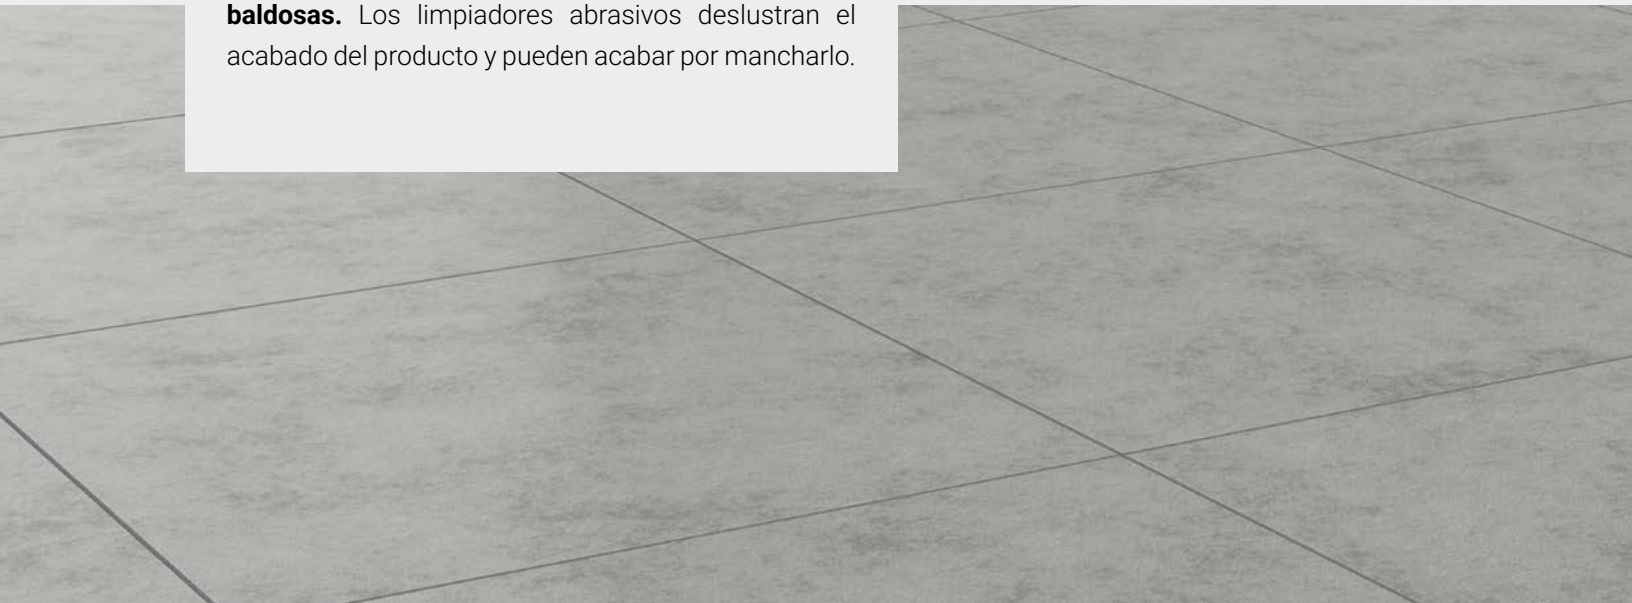 baldosas. Los limpiadores abrasivos deslustran el
acabado del producto y pueden acabar por mancharlo.